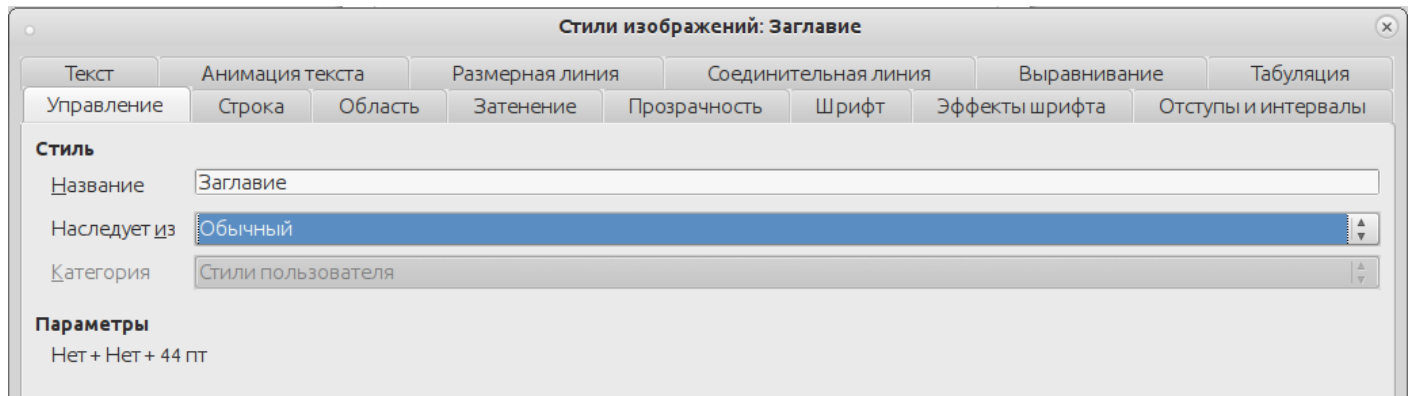 Стили изображений: Заглавие
Текст Анимация текста Размерная линия Соединительная линия Выравнивание Табуляция
Управление Строка Область Затенение Прозрачность Шрифт Эффекты шрифта Отступы и интервалы
Стиль
Название Заглавие
Наследует из Обычный
Категория Стили пользователя
Параметры
Нет + Нет + 44 пт